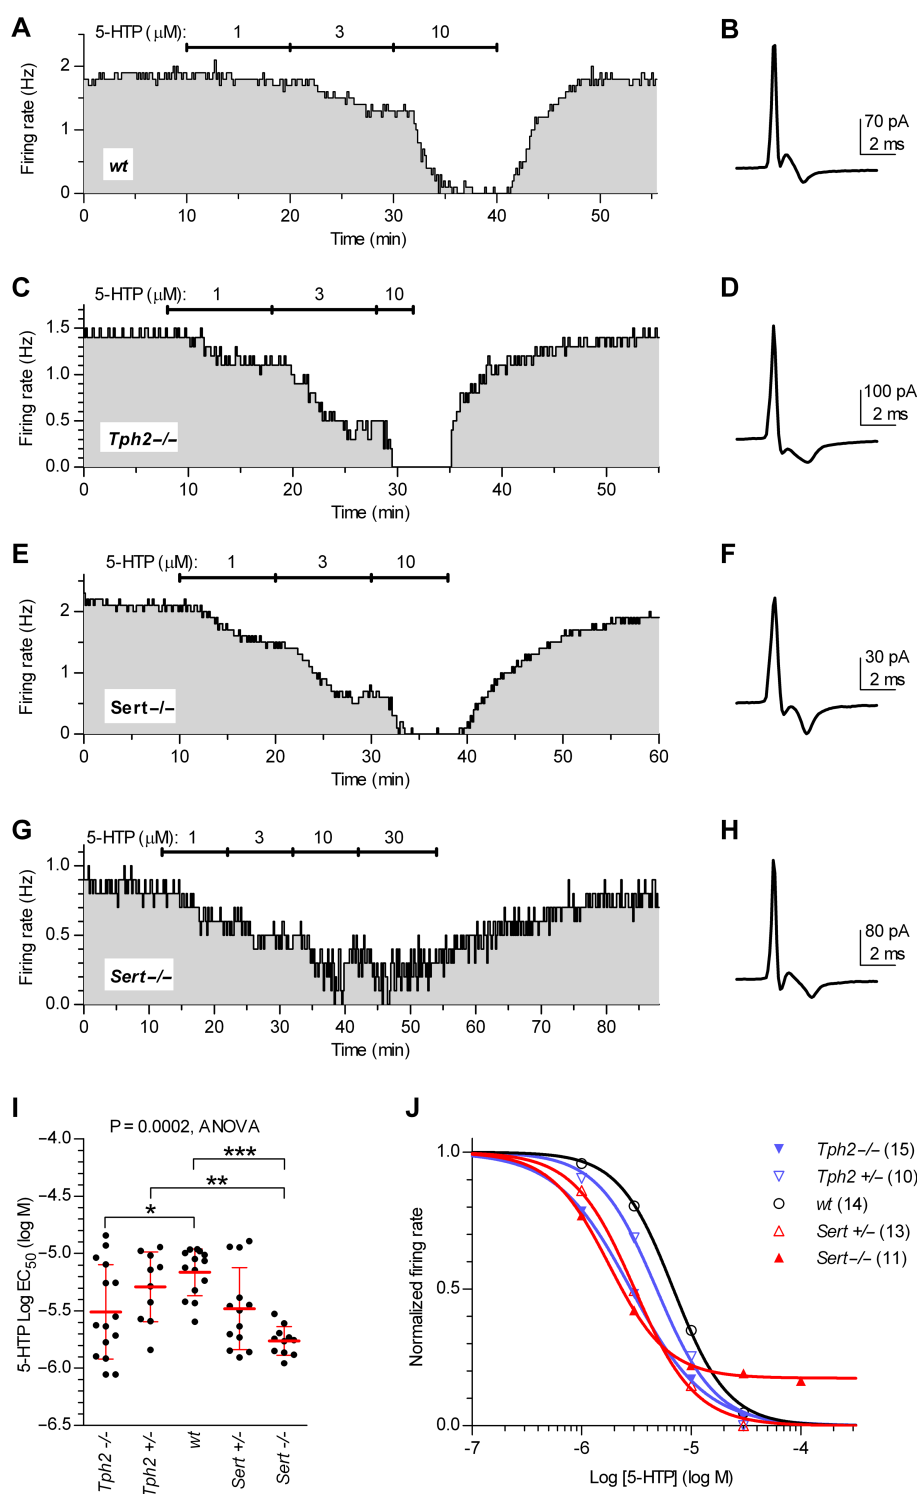 A
5-HTP (μM): 1 3 10
Firing rate (Hz)
2
1
0
wt
0 10 20 30 40 50
Time (min)
B
70 pA
2 ms
C
5-HTP (μM): 1 3 10
Firing rate (Hz)
1.5
1.0
0.5
0.0
Tph2−/−
0 10 20 30 40 50
Time (min)
D
100 pA
2 ms
E
5-HTP (μM): 1 3 10
Firing rate (Hz)
2
1
0
Sert−/−
0 10 20 30 40 50 60
Time (min)
F
30 pA
2 ms
G
5-HTP (μM): 1 3 10 30
Firing rate (Hz)
1.0
0.5
0.0
Sert−/−
0 10 20 30 40 50 60 70 80
Time (min)
H
80 pA
2 ms
I
P = 0.0002, ANOVA
5-HTP Log EC50 (log M)
−4.0
−4.5
−5.0
−5.5
−6.0
−6.5
***
**
*
Tph2 -/-
Tph2 +/-
wt
Sert +/-
Sert -/-
J
Normalized firing rate
1.0
0.5
0.0
-7 -6 -5 -4
Log [5-HTP] (log M)
Tph2−/− (15)
Tph2 +/− (10)
wt (14)
Sert +/− (13)
Sert−/− (11)